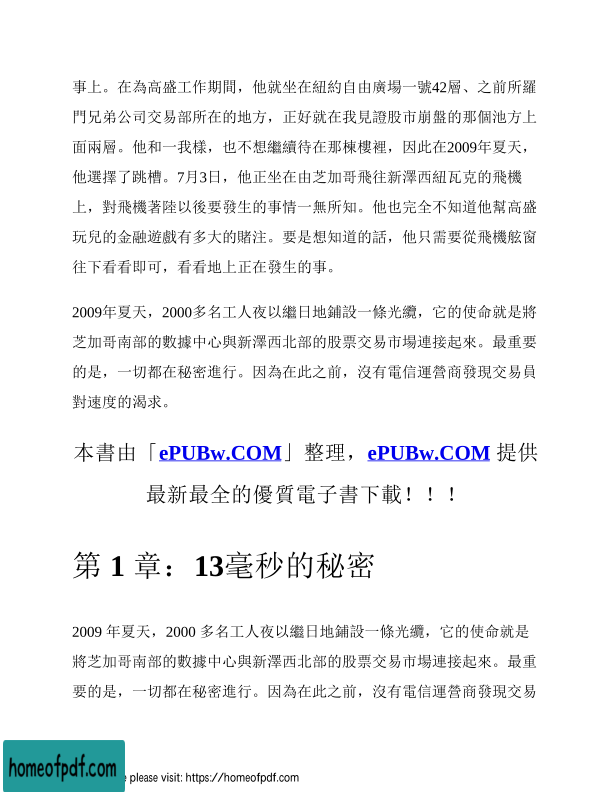 事上。在為高盛工作期間，他就坐在紐約自由廣場一號42層、之前所羅
門兄弟公司交易部所在的地方，正好就在我見證股市崩盤的那個池方上
面兩層。他和一我樣，也不想繼續待在那棟樓裡，因此在2009年夏天，
他選擇了跳槽。7月3日，他正坐在由芝加哥飛往新澤西紐瓦克的飛機
上，對飛機著陸以後要發生的事情一無所知。他也完全不知道他幫高盛
玩兒的金融遊戲有多大的賭注。要是想知道的話，他只需要從飛機舷窗
往下看看即可，看看地上正在發生的事。
2009年夏天，2000多名工人夜以繼日地鋪設一條光纜，它的使命就是將
芝加哥南部的數據中心與新澤西北部的股票交易市場連接起來。最重要
的是，一切都在秘密進行。因為在此之前，沒有電信運營商發現交易員
對速度的渴求。
本書由「ePUBw.COM」整理，ePUBw.COM 提供
最新最全的優質電子書下載！！！
第 1 章：13毫秒的秘密
2009 年夏天，2000 多名工人夜以繼日地鋪設一條光纜，它的使命就是
將芝加哥南部的數據中心與新澤西北部的股票交易市場連接起來。最重
要的是，一切都在秘密進行。因為在此之前，沒有電信運營商發現交易
homeofpdf.com
e please visit: https://homeofpdf.com